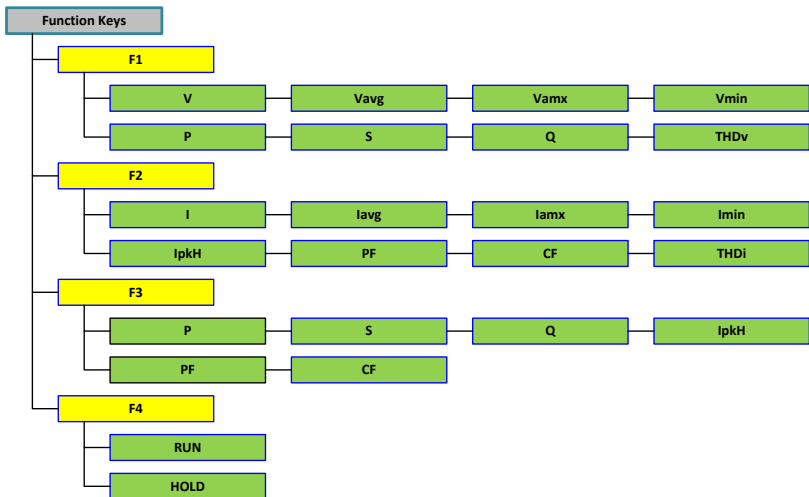 Function Keys
F1
V Vavg Vamx Vmin
P S Q THDv
F2
I Iavg Iamx Imin
IpkH PF CF THDi
F3
P S Q IpkH
PF CF
F4
RUN
HOLD